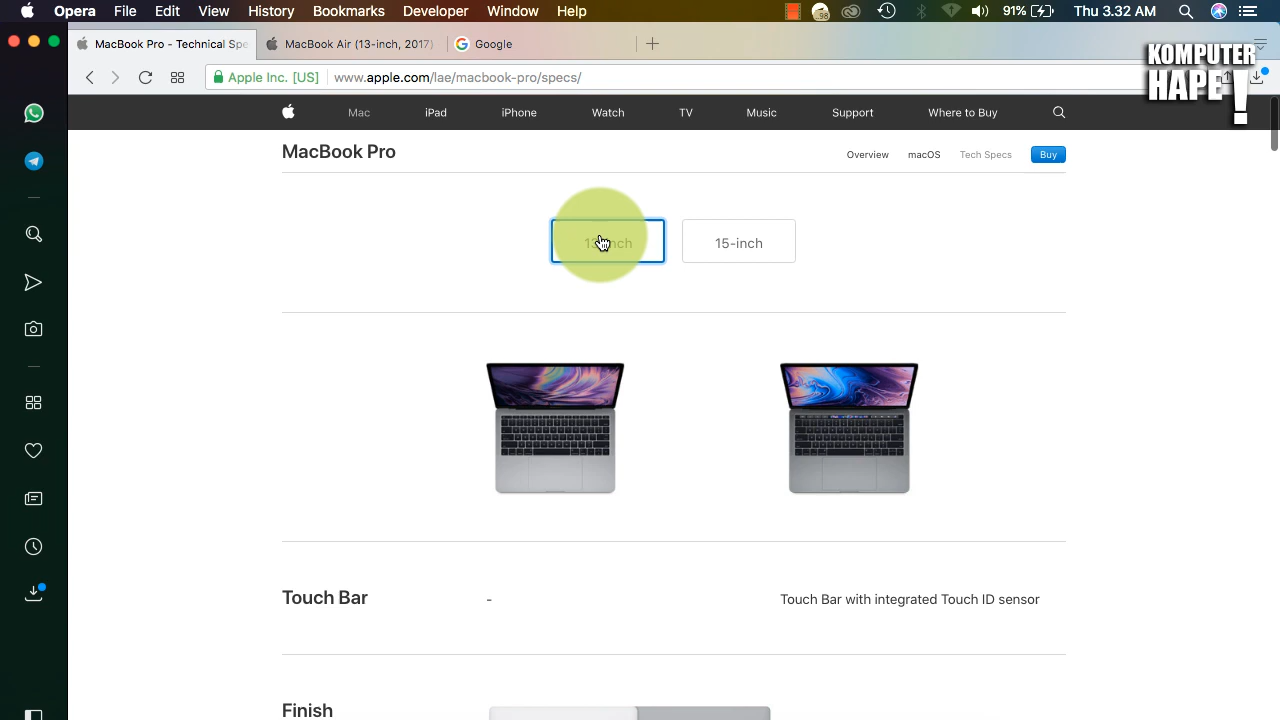 Opera File Edit View History Bookmarks Developer Window Help 98 91% Thu 3.32 AM
MacBook Pro - Technical Spe MacBook Air (13-inch, 2017) Google
Apple Inc. [US] www.apple.com/lae/macbook-pro/specs/
KOMPUTER
HAPE!
Mac iPad iPhone Watch TV Music Support Where to Buy
MacBook Pro Overview macOS Tech Specs Buy
13-inch 15-inch
Touch Bar - Touch Bar with integrated Touch ID sensor
Finish